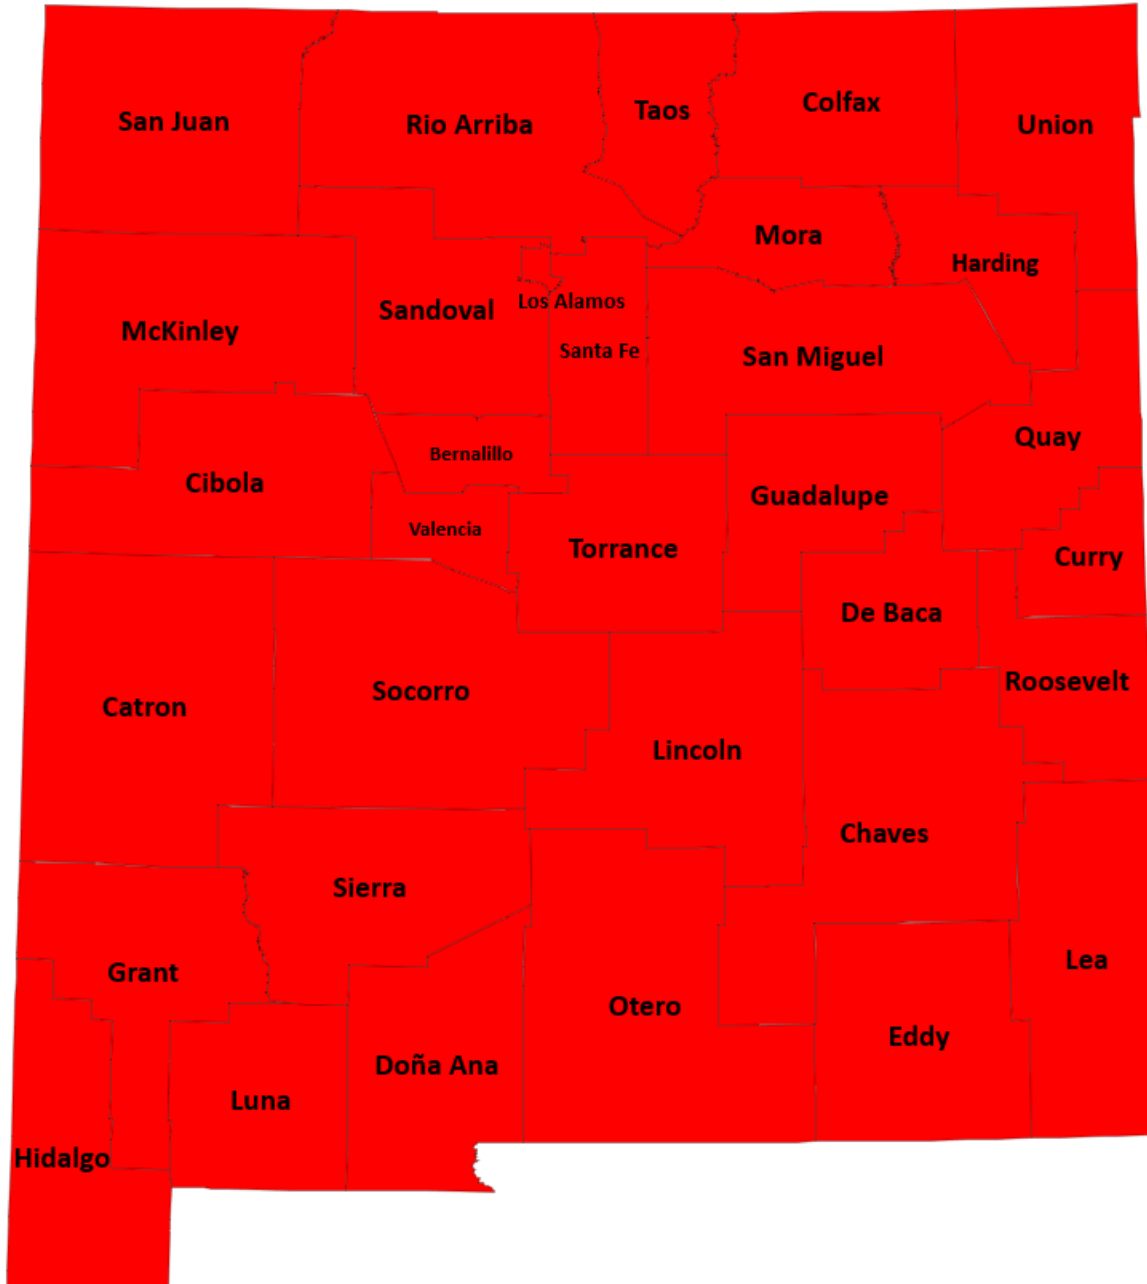 San Juan
Rio Arriba
Taos
Colfax
Union
Mora
Harding
McKinley
Sandoval
Los Alamos
Santa Fe
San Miguel
Quay
Cibola
Bernalillo
Guadalupe
Valencia
Torrance
Curry
De Baca
Catron
Socorro
Roosevelt
Lincoln
Chaves
Sierra
Grant
Lea
Otero
Eddy
Doña Ana
Luna
Hidalgo